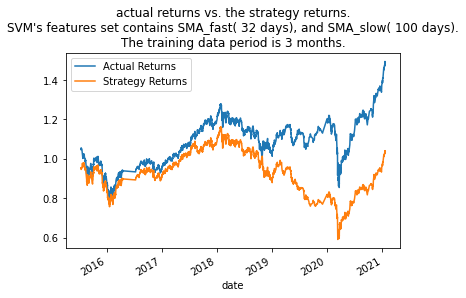 actual returns vs. the strategy returns.
SVM's features set contains SMA_fast( 32 days), and SMA_slow( 100 days).
The training data period is 3 months.
Actual Returns
Strategy Returns
1.4
1.2
1.0
0.8
0.6
2016
2017
2018
2019
2020
2021
date